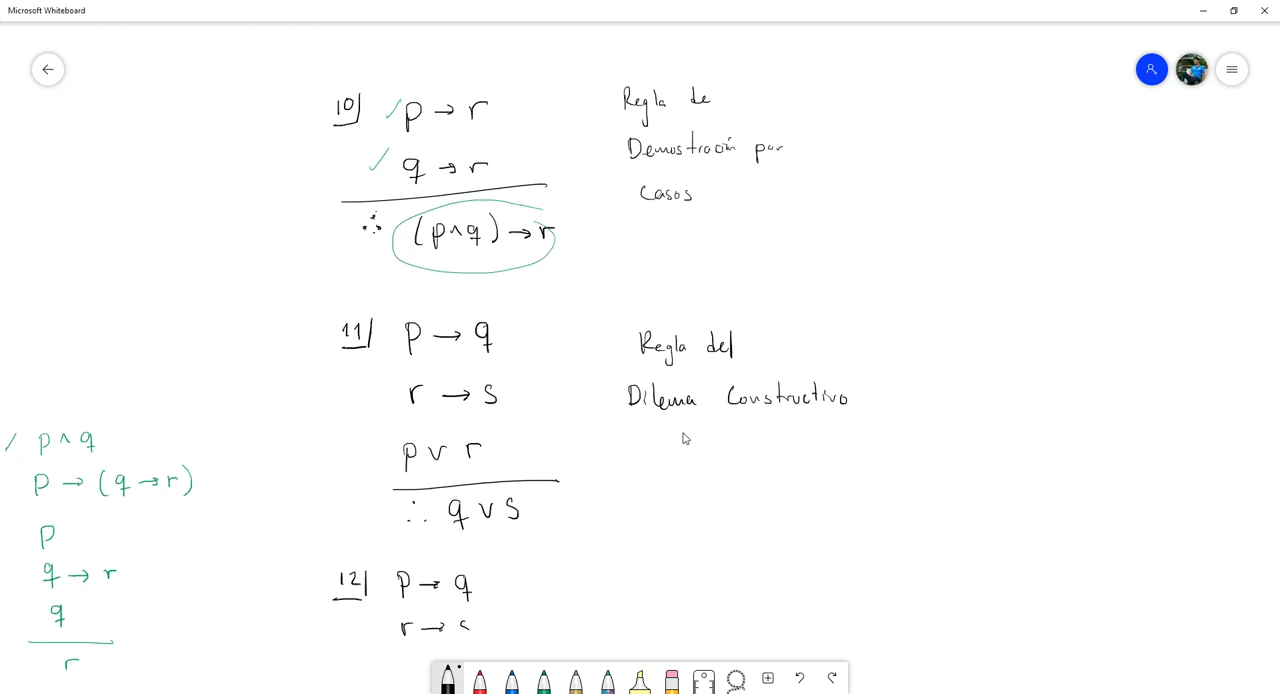 Microsoft Whiteboard
10) p → r
q → r
∴ (p ∧ q) → r
Regla de
Demostración por
Casos
11) p → q
r → s
p ∨ r
∴ q ∨ s
Regla del
Dilema Constructivo
12) p → q
r → s
p ∧ q
p → (q → r)
p
q → r
q
r